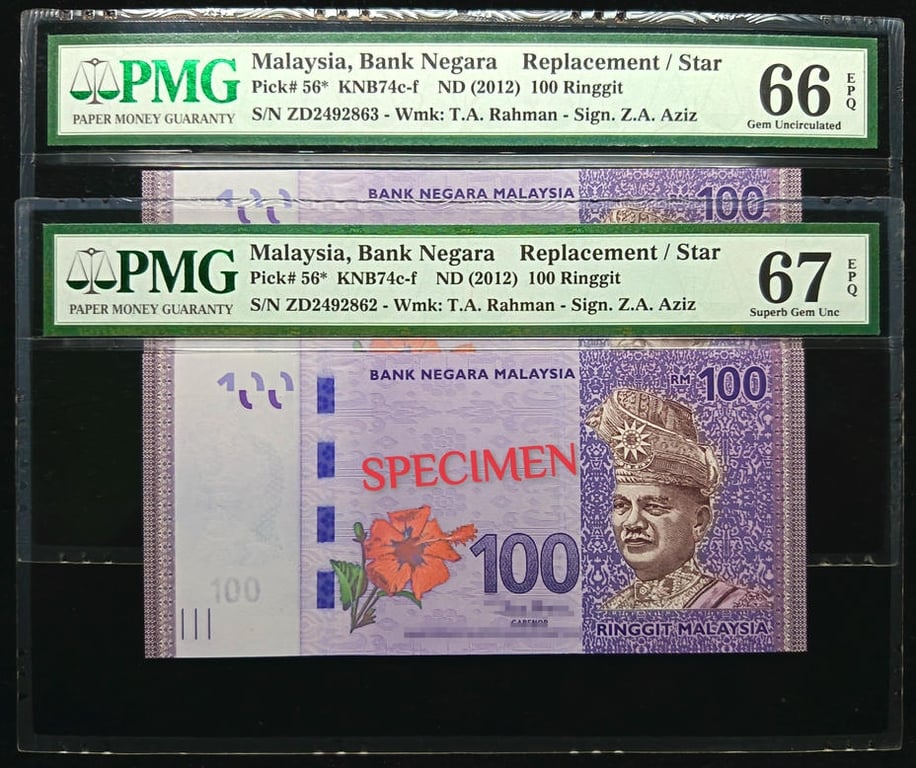 PMG
PAPER MONEY GUARANTY
Malaysia, Bank Negara Replacement / Star
Pick# 56* KNB74c-f ND (2012) 100 Ringgit
S/N ZD2492863 - Wmk: T.A. Rahman - Sign. Z.A. Aziz
66
EPQ
Gem Uncirculated
100
BANK NEGARA MALAYSIA
100
PMG
PAPER MONEY GUARANTY
Malaysia, Bank Negara Replacement / Star
Pick# 56* KNB74c-f ND (2012) 100 Ringgit
S/N ZD2492862 - Wmk: T.A. Rahman - Sign. Z.A. Aziz
67
EPQ
Superb Gem Unc
100
BANK NEGARA MALAYSIA
RM 100
SPECIMEN
100
100
GABENOR
RINGGIT MALAYSIA